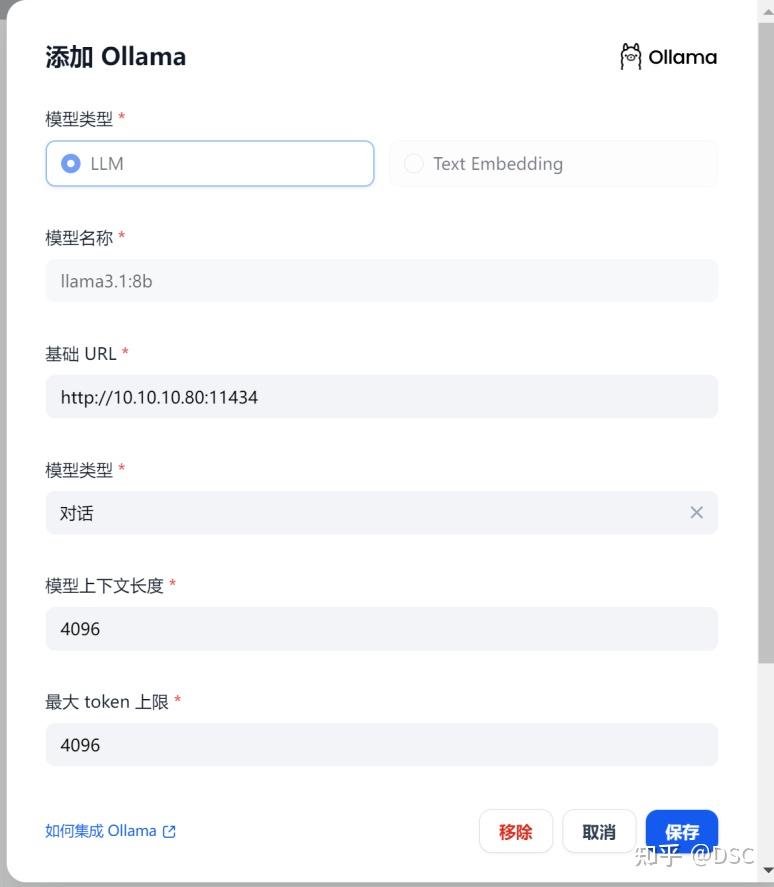 添加 Ollama
Ollama
模型类型 *
LLM
Text Embedding
模型名称 *
llama3.1:8b
基础 URL *
http://10.10.10.80:11434
模型类型 *
对话
模型上下文长度 *
4096
最大 token 上限 *
4096
如何集成 Ollama
移除
取消
保存
知乎 @DSC